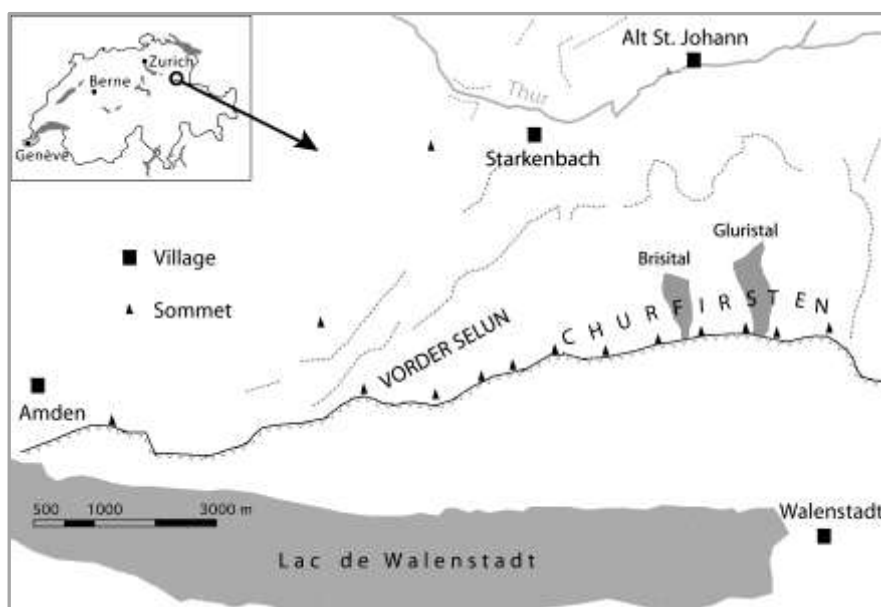 Zurich
Berne
Genève
Alt St. Johann
Thur
Starkenbach
Village
Sommet
Gluristal
Brisital
CHURFIRSTEN
VORDER SELUN
Amden
500 1000 3000 m
Walenstadt
Lac de Walenstadt